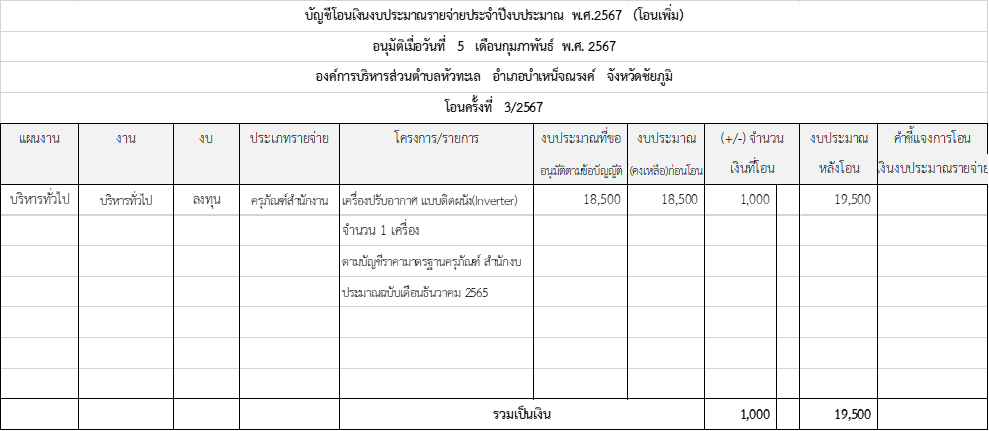 บัญชีโอนเงินงบประมาณรายจ่ายประจำปีงบประมาณ พ.ศ.2567 (โอนเพิ่ม)
อนุมัติเมื่อวันที่ 5 เดือนกุมภาพันธ์ พ.ศ. 2567
องค์การบริหารส่วนตำบลหัวทะเล อำเภอบำเหน็จณรงค์ จังหวัดชัยภูมิ
โอนครั้งที่ 3/2567
แผนงาน งาน งบ ประเภทรายจ่าย โครงการ/รายการ งบประมาณที่ขอ งบประมาณ (+/-) จำนวน งบประมาณ คำชี้แจงการโอน
อนุมัติตามข้อบัญญัติ (คงเหลือ)ก่อนโอน เงินที่โอน หลังโอน เงินงบประมาณรายจ่าย
บริหารทั่วไป บริหารทั่วไป ลงทุน ครุภัณฑ์สำนักงาน เครื่องปรับอากาศ แบบติดผนัง(Inverter) 18,500 18,500 1,000 19,500
จำนวน 1 เครื่อง
ตามบัญชีราคามาตรฐานครุภัณฑ์ สำนักงบ
ประมาณฉบับเดือนธันวาคม 2565
รวมเป็นเงิน 1,000 19,500